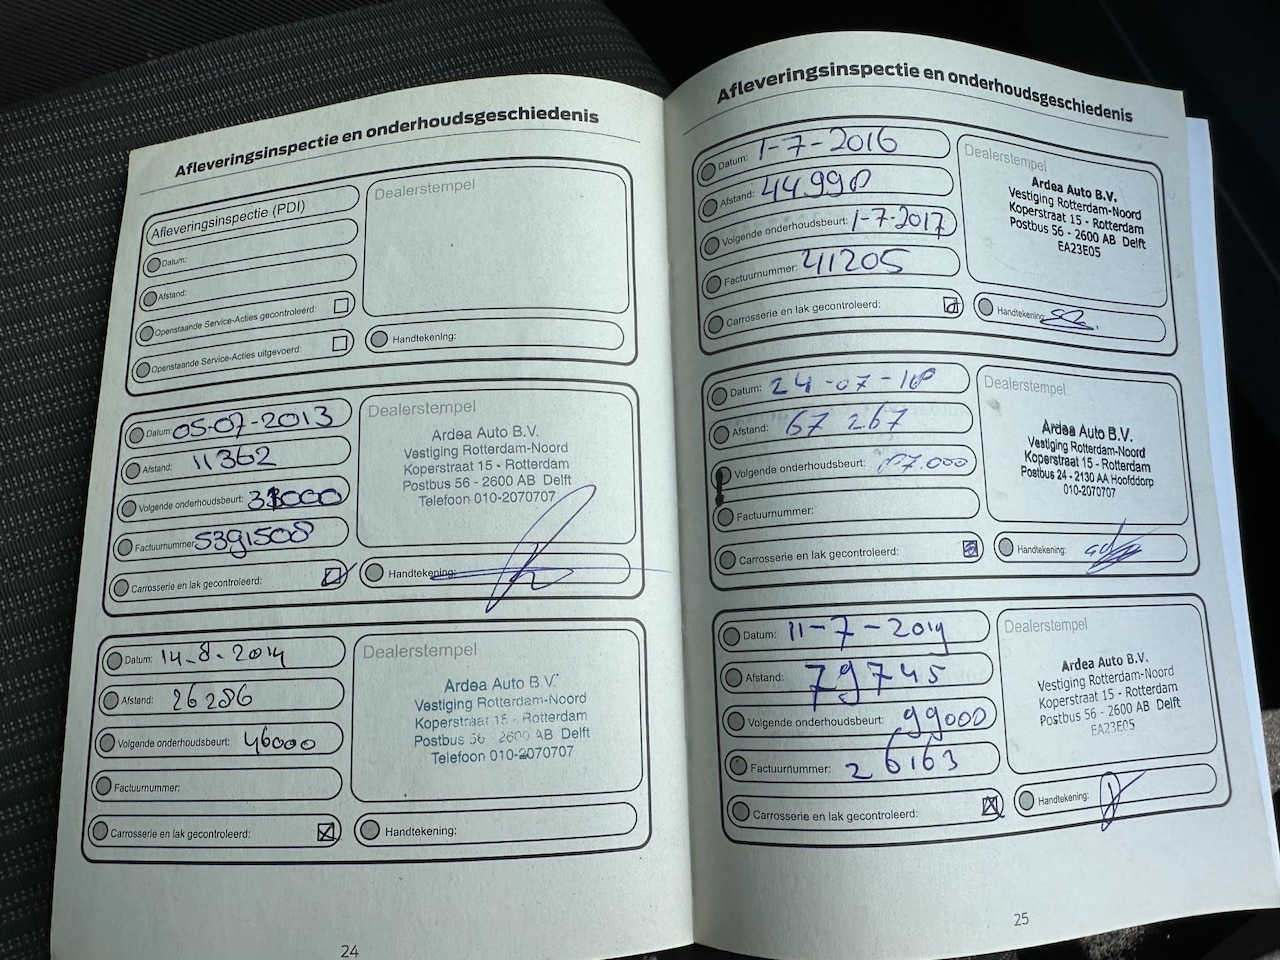 Afleveringsinspectie en onderhoudsgeschiedenis
Afleveringsinspectie (PDI)
Datum:
Afstand:
Openstaande Service-Acties gecontroleerd:
Openstaande Service-Acties uitgevoerd:
Dealerstempel
Handtekening:
Datum: 05-07-2013
Afstand: 11362
Volgende onderhoudsbeurt: 31000
Factuurnummer: 5391508
Carrosserie en lak gecontroleerd:
Dealerstempel
Ardea Auto B.V.
Vestiging Rotterdam-Noord
Koperstraat 15 - Rotterdam
Postbus 56 - 2600 AB Delft
Telefoon 010-2070707
Handtekening:
Datum: 14-8-2014
Afstand: 26286
Volgende onderhoudsbeurt: 46000
Factuurnummer:
Carrosserie en lak gecontroleerd:
Dealerstempel
Ardea Auto B.V.
Vestiging Rotterdam-Noord
Koperstraat 15 - Rotterdam
Postbus 56 - 2600 AB Delft
Telefoon 010-2070707
Handtekening:
24
Afleveringsinspectie en onderhoudsgeschiedenis
Datum: 1-7-2016
Afstand: 44990
Volgende onderhoudsbeurt: 1-7-2017
Factuurnummer: 41205
Carrosserie en lak gecontroleerd:
Dealerstempel
Ardea Auto B.V.
Vestiging Rotterdam-Noord
Koperstraat 15 - Rotterdam
Postbus 56 - 2600 AB Delft
EA23E05
Handtekening:
Datum: 24-07-18
Afstand: 67 267
Volgende onderhoudsbeurt: 87.000
Factuurnummer:
Carrosserie en lak gecontroleerd:
Dealerstempel
Ardea Auto B.V.
Vestiging Rotterdam-Noord
Koperstraat 15 - Rotterdam
Postbus 24 - 2130 AA Hoofddorp
010-2070707
Handtekening:
Datum: 11-7-2019
Afstand: 79745
Volgende onderhoudsbeurt: 99000
Factuurnummer: 26163
Carrosserie en lak gecontroleerd:
Dealerstempel
Ardea Auto B.V.
Vestiging Rotterdam-Noord
Koperstraat 15 - Rotterdam
Postbus 56 - 2600 AB Delft
EA23E05
Handtekening:
25